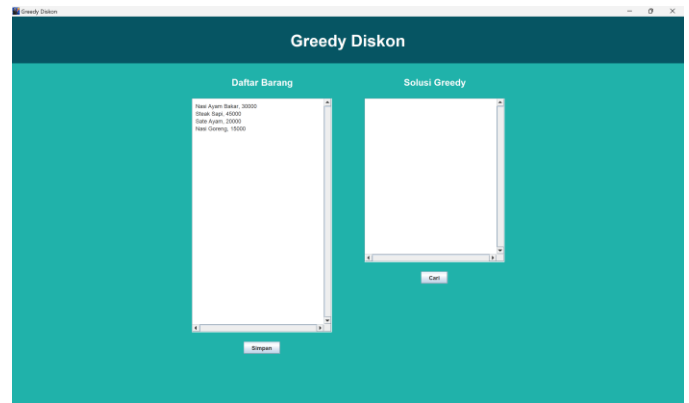 Greedy Diskon
Greedy Diskon
Daftar Barang
Solusi Greedy
Nasi Ayam Bakar, 30000
Steak Sapi, 45000
Sate Ayam, 20000
Nasi Goreng, 15000
Cari
Simpan